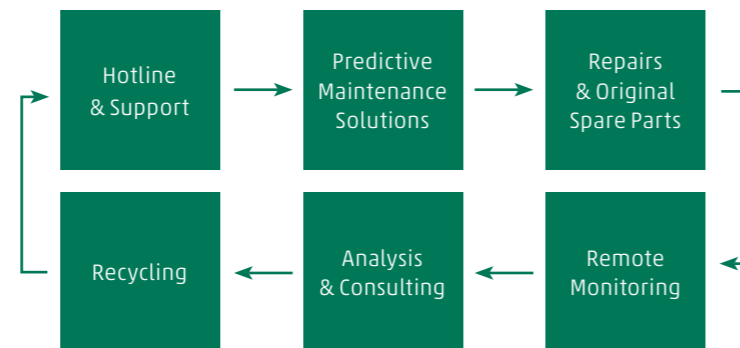 Hotline
& Support
Predictive
Maintenance
Solutions
Repairs
& Original
Spare Parts
Remote
Monitoring
Analysis
& Consulting
Recycling